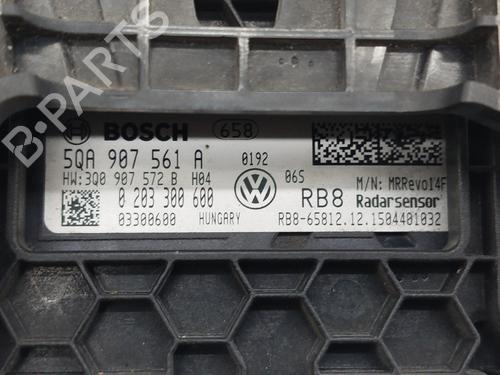 BOSCH 658
5QA 907 561 A 0192
HW:3Q0 907 572 B H04 06S M/N: MRRevo14F
0 203 300 600 RB8 Radarsensor
03300600 HUNGARY RB8-65812.12.1504401032
B-PARTS